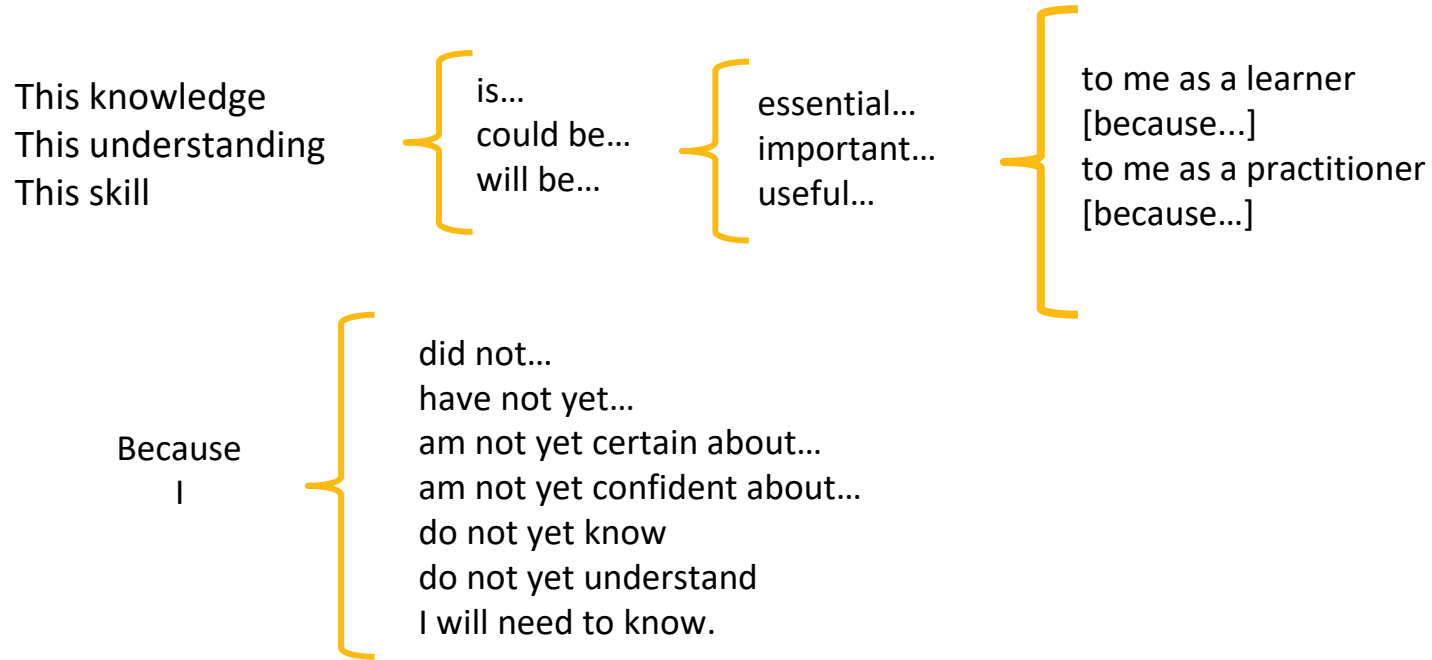 This knowledge
This understanding
This skill
is…
could be…
will be…
essential…
important…
useful…
to me as a learner
[because...]
to me as a practitioner
[because…]
Because
I
did not…
have not yet…
am not yet certain about…
am not yet confident about…
do not yet know
do not yet understand
I will need to know.